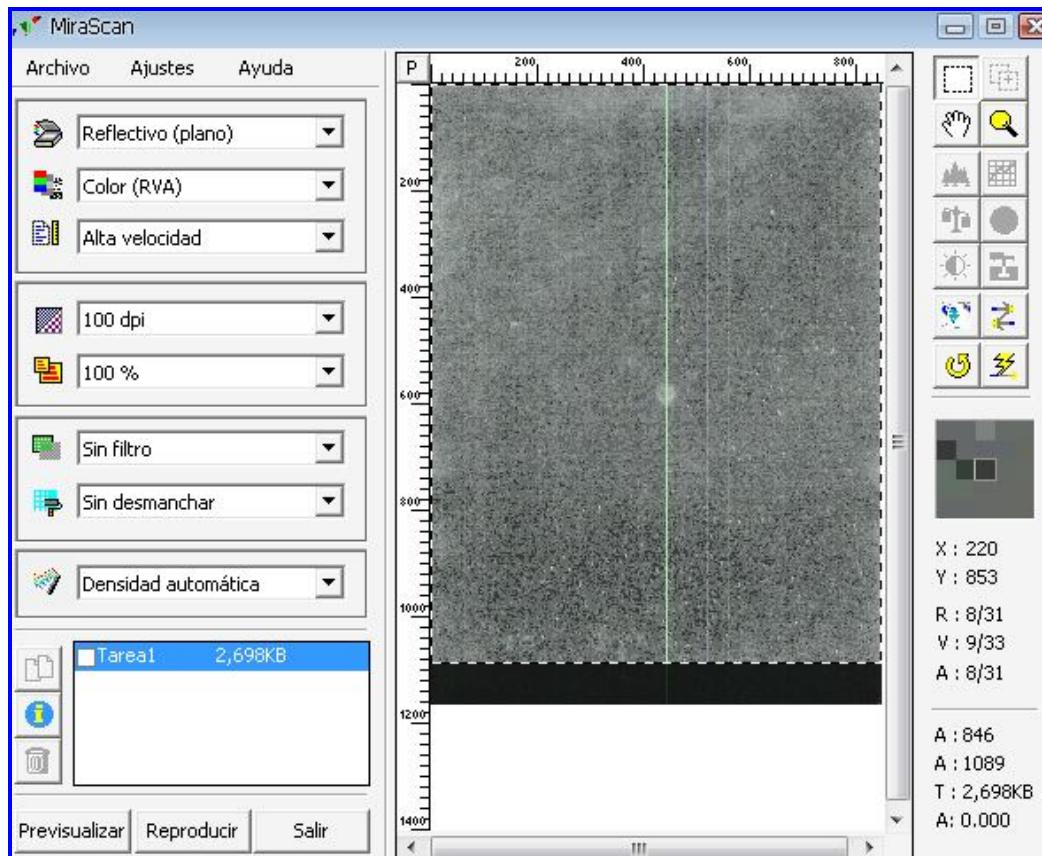 MiraScan
Archivo Ajustes Ayuda
Reflectivo (plano)
Color (RVA)
Alta velocidad
100 dpi
100 %
Sin filtro
Sin desmanchar
Densidad automática
Tarea1 2,698KB
Previsualizar Reproducir Salir
P 200 400 600 800
200
400
600
800
1000
1200
1400
X : 220
Y : 853
R : 8/31
V : 9/33
A : 8/31
A : 846
A : 1089
T : 2,698KB
A: 0.000